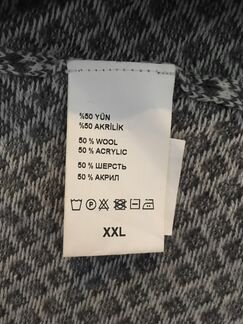 %50 YÜN
%50 AKRİLİK
50 % WOOL
50 % ACRYLIC
50 % ШЕРСТЬ
50 % АКРИЛ
XXL